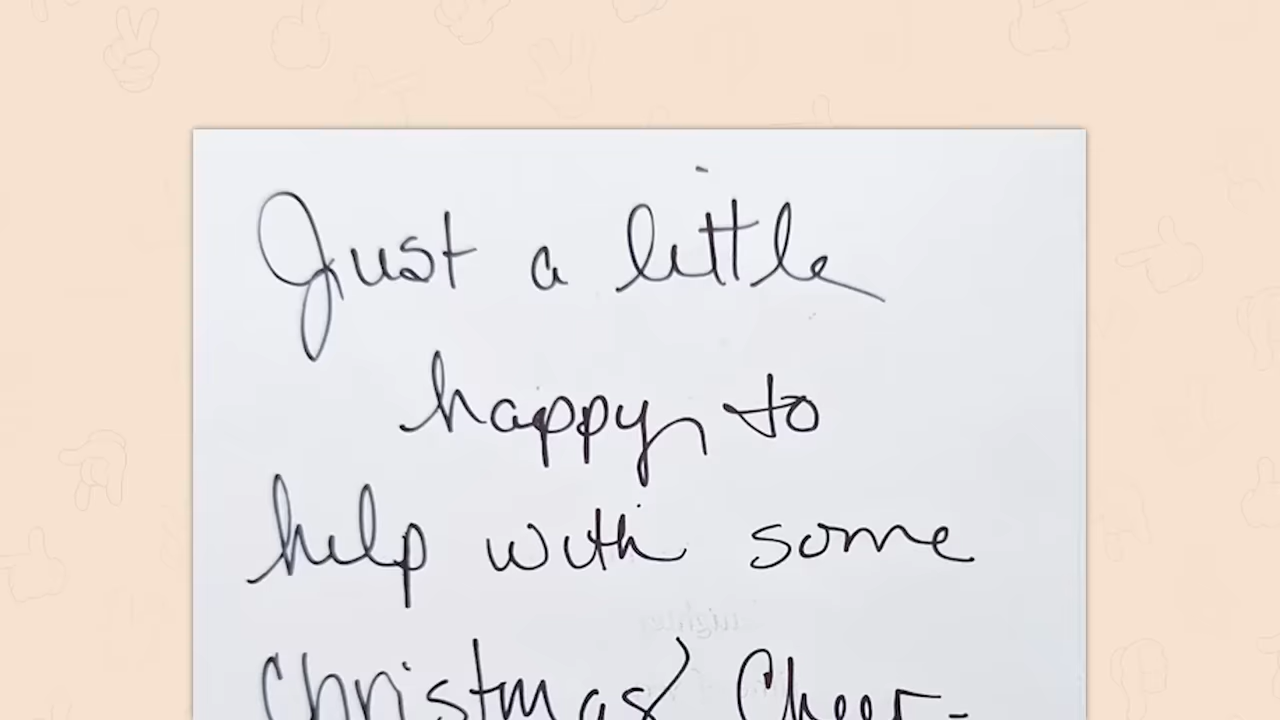 Just a little
happy to
help with some
Christmas Cheer-